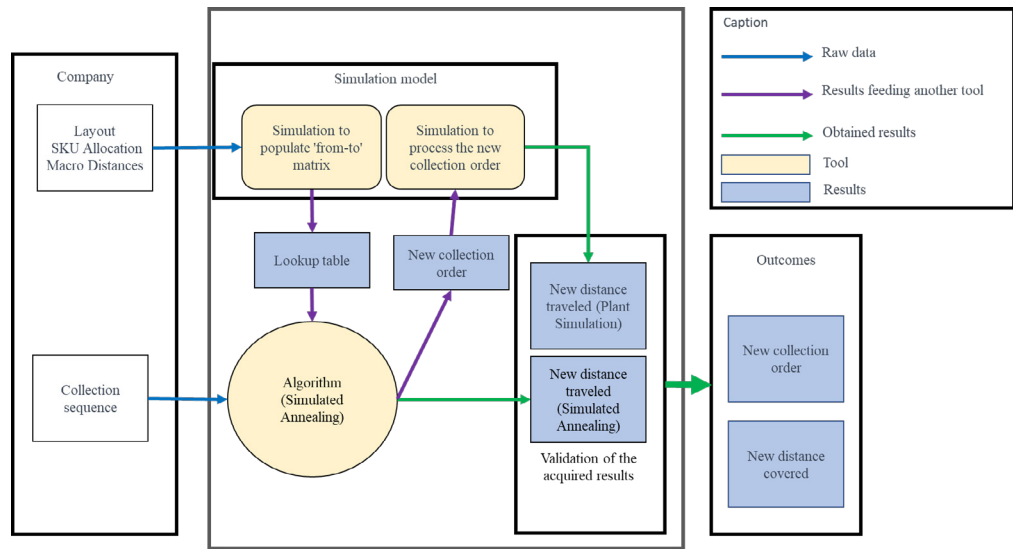 Company
Layout
SKU Allocation
Macro Distances
Collection
sequence
Simulation model
Simulation to
populate 'from-to'
matrix
Simulation to
process the new
collection order
Lookup table
New collection
order
Algorithm
(Simulated
Annealing)
New distance
traveled (Plant
Simulation)
New distance
traveled
(Simulated
Annealing)
Validation of the
acquired results
Caption
Raw data
Results feeding another tool
Obtained results
Tool
Results
Outcomes
New collection
order
New distance
covered